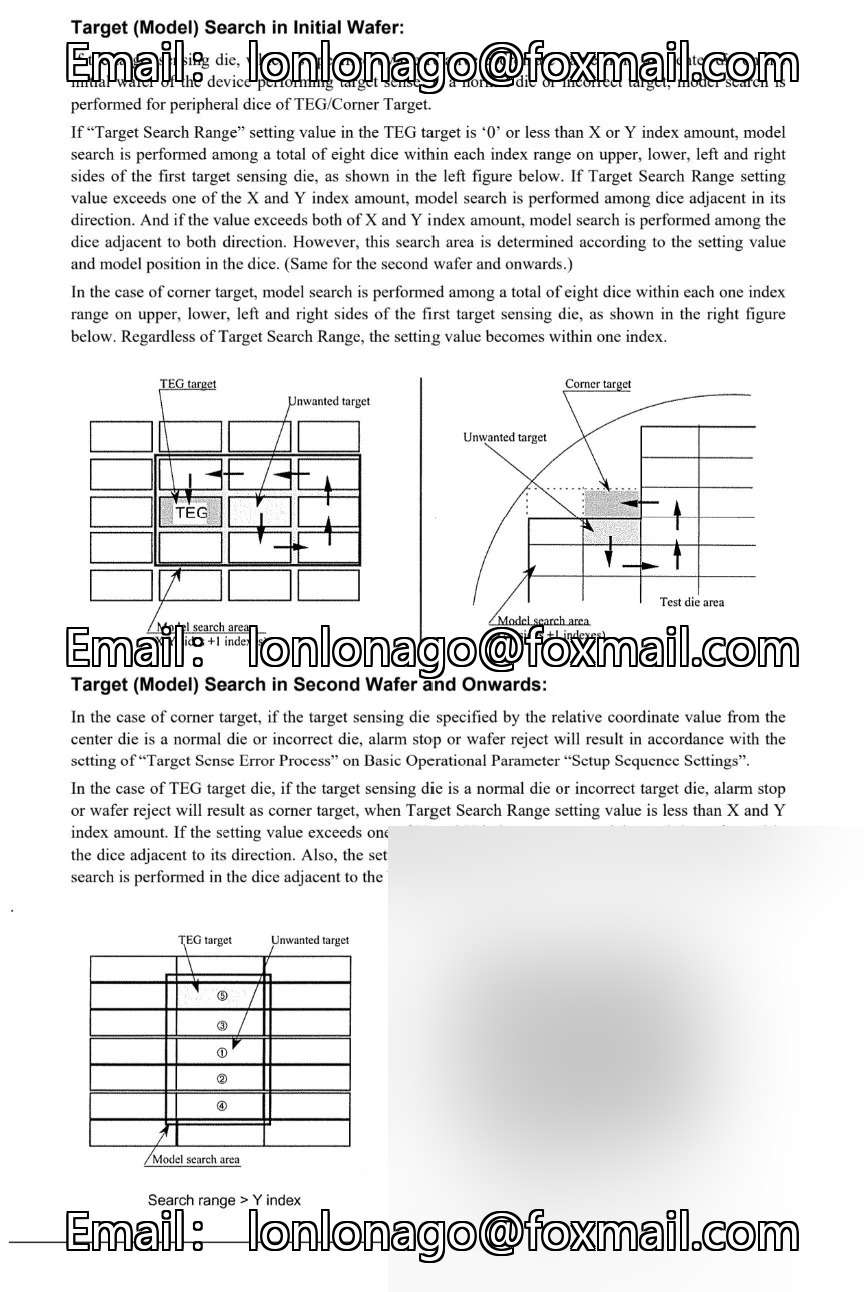 Target (Model) Search in Initial Wafer:
Email： lonlonago@foxmail.com
sing die,
initial wafer of the device performing target sense is a normal die or incorrect target, model search is
performed for peripheral dice of TEG/Corner Target.
If “Target Search Range” setting value in the TEG target is ‘0’ or less than X or Y index amount, model
search is performed among a total of eight dice within each index range on upper, lower, left and right
sides of the first target sensing die, as shown in the left figure below. If Target Search Range setting
value exceeds one of the X and Y index amount, model search is performed among dice adjacent in its
direction. And if the value exceeds both of X and Y index amount, model search is performed among the
dice adjacent to both direction. However, this search area is determined according to the setting value
and model position in the dice. (Same for the second wafer and onwards.)
In the case of corner target, model search is performed among a total of eight dice within each one index
range on upper, lower, left and right sides of the first target sensing die, as shown in the right figure
below. Regardless of Target Search Range, the setting value becomes within one index.
TEG target
Unwanted target
TEG
Model search area
+1 indexes)
Corner target
Unwanted target
Test die area
Model search area
+1 indexes)
Email： lonlonago@foxmail.com
Target (Model) Search in Second Wafer and Onwards:
In the case of corner target, if the target sensing die specified by the relative coordinate value from the
center die is a normal die or incorrect die, alarm stop or wafer reject will result in accordance with the
setting of “Target Sense Error Process” on Basic Operational Parameter “Setup Sequence Settings”.
In the case of TEG target die, if the target sensing die is a normal die or incorrect target die, alarm stop
or wafer reject will result as corner target, when Target Search Range setting value is less than X and Y
index amount. If the setting value exceeds one
the dice adjacent to its direction. Also, the set
search is performed in the dice adjacent to the
TEG target
Unwanted target
⑤
③
①
②
④
Model search area
Search range > Y index
Email： lonlonago@foxmail.com